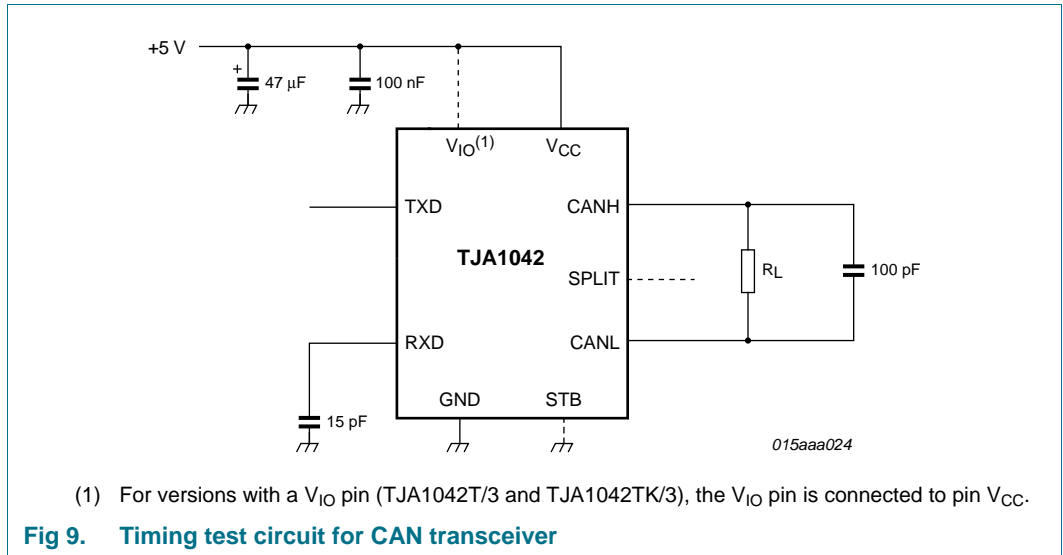 +5 V
+
47 μF
100 nF
VIO(1)
VCC
TXD
CANH
TJA1042
SPLIT
RL
100 pF
RXD
CANL
GND
STB
15 pF
015aaa024
(1) For versions with a VIO pin (TJA1042T/3 and TJA1042TK/3), the VIO pin is connected to pin VCC.
Fig 9. Timing test circuit for CAN transceiver